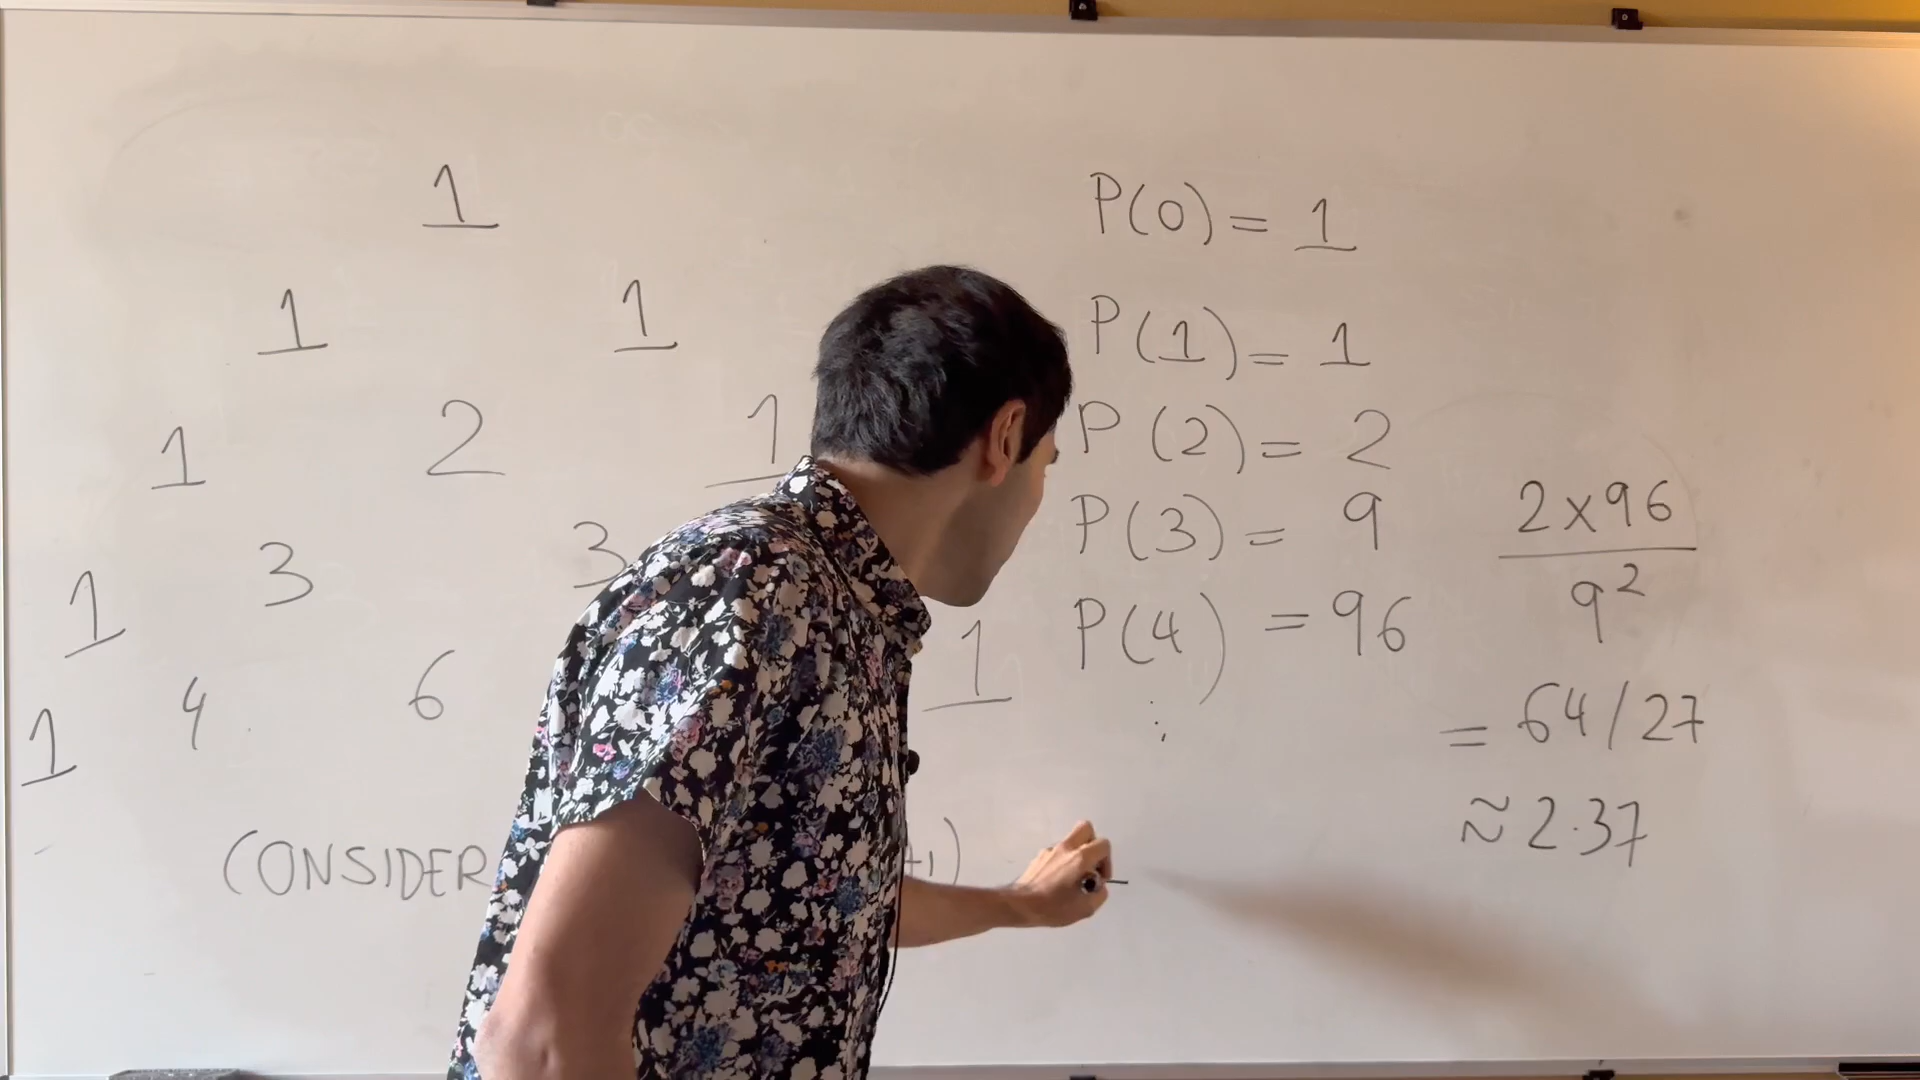 1
1 1
1 2 1
1 3 3
1 4 6 1
P(0) = 1
P(1) = 1
P(2) = 2
P(3) = 9
P(4) = 96
⋮
2×96
9²
= 64/27
≈ 2.37
CONSIDER +1)